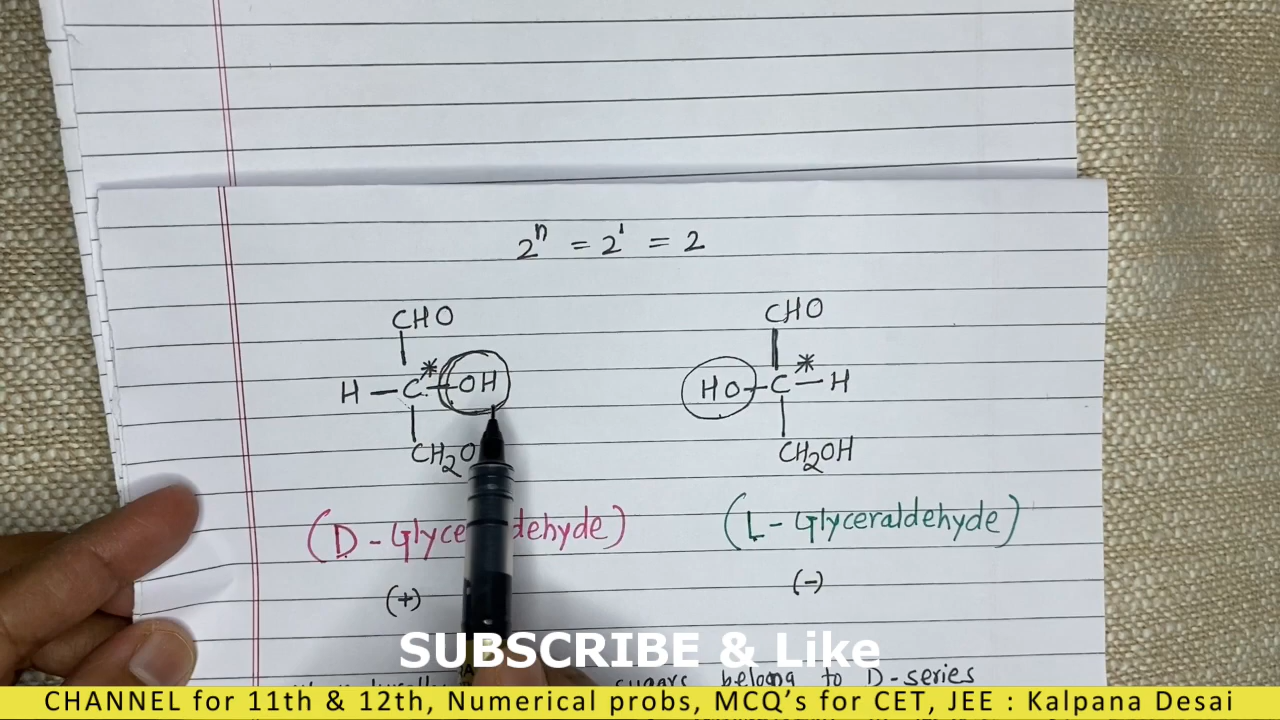 2ⁿ = 2¹ = 2
CHO CHO
H - C* - OH HO - C* - H
CH₂O CH₂OH
(D - Glyce dehyde) (L - Glyceraldehyde)
(+) (-)
SUBSCRIBE & Like
sugars belong to D-series
CHANNEL for 11th & 12th, Numerical probs, MCQ's for CET, JEE : Kalpana Desai